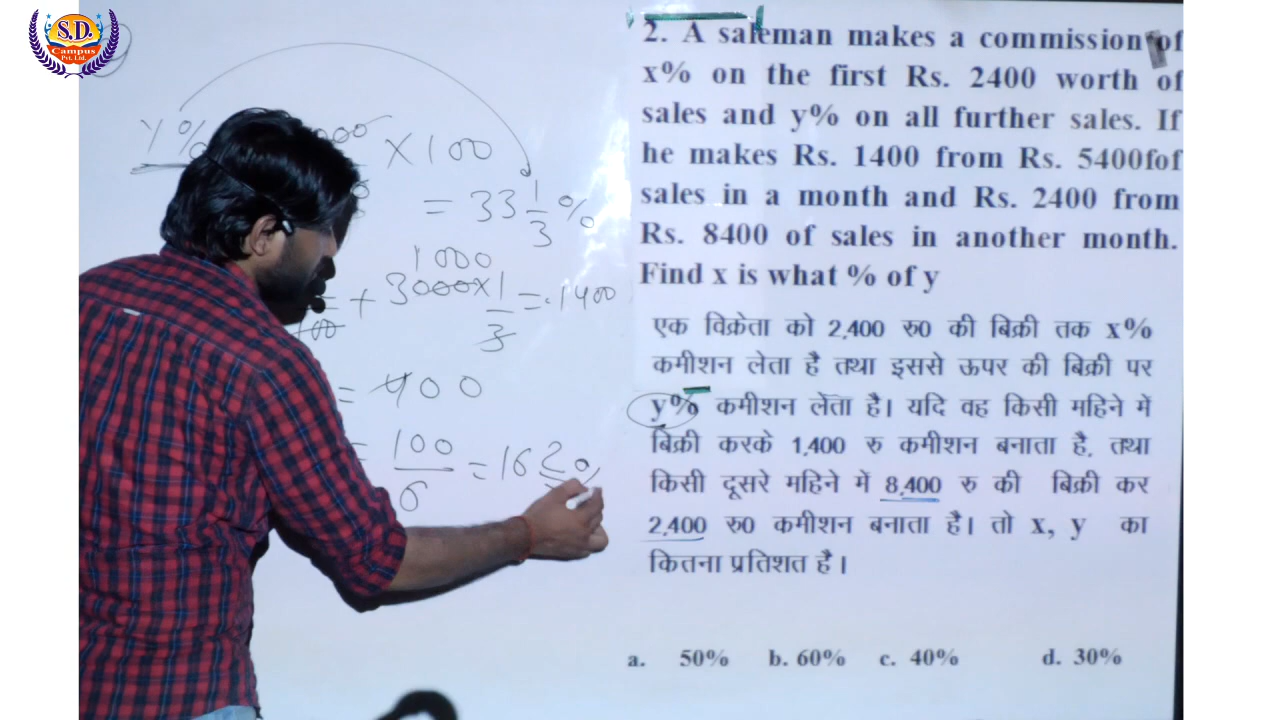 S.D.
Campus
Pvt. Ltd.
2. A saleman makes a commission of
x% on the first Rs. 2400 worth of
sales and y% on all further sales. If
he makes Rs. 1400 from Rs. 5400fof
sales in a month and Rs. 2400 from
Rs. 8400 of sales in another month.
Find x is what % of y
एक विक्रेता को 2,400 रु0 की बिक्री तक x%
कमीशन लेता है तथा इससे ऊपर की बिक्री पर
y% कमीशन लेता है। यदि वह किसी महिने में
बिक्री करके 1,400 रु कमीशन बनाता है, तथा
किसी दूसरे महिने में 8,400 रु की बिक्री कर
2,400 रु0 कमीशन बनाता है। तो x, y का
कितना प्रतिशत है।
a. 50% b. 60% c. 40% d. 30%
y% × 100
= 33 1/3 %
1000
100 + 3000×1/3 = 1400
= 400
= 100/6 = 16 2